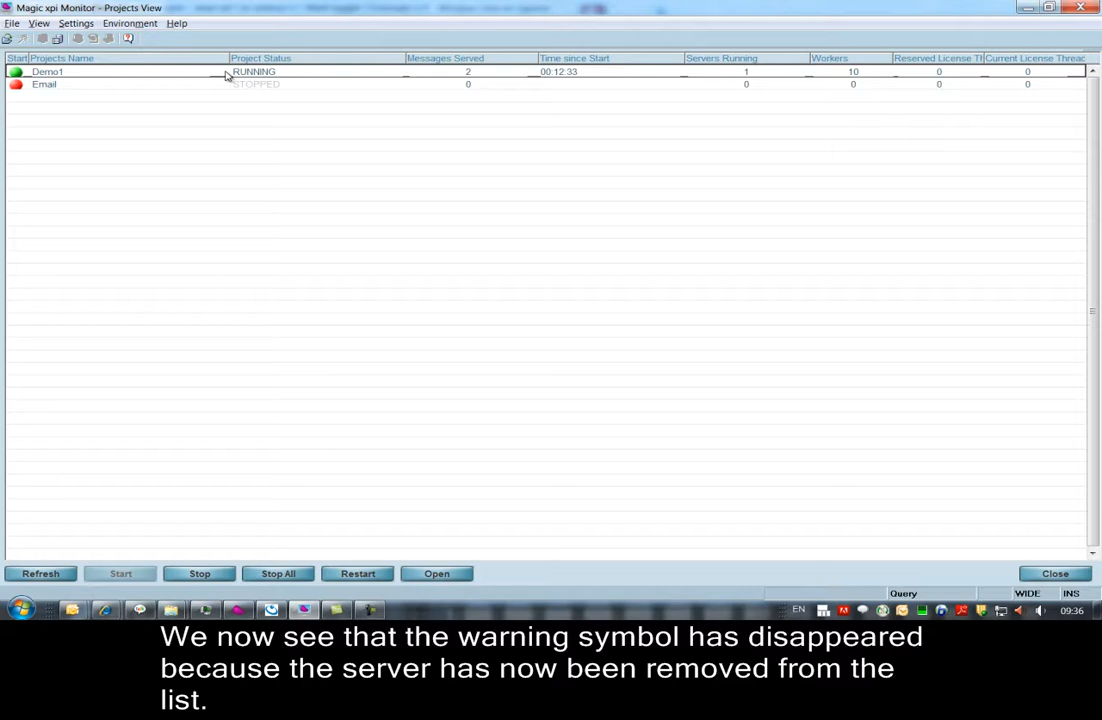 Magic xpi Monitor - Projects View
File View Settings Environment Help
Start Projects Name Project Status Messages Served Time since Start Servers Running Workers Reserved License Tl Current License Threac
Demo1 RUNNING 2 00:12:33 1 10 0 0
Email STOPPED 0 0 0 0 0
Refresh Start Stop Stop All Restart Open Close
Query WIDE INS
EN 09:36
We now see that the warning symbol has disappeared
because the server has now been removed from the
list.